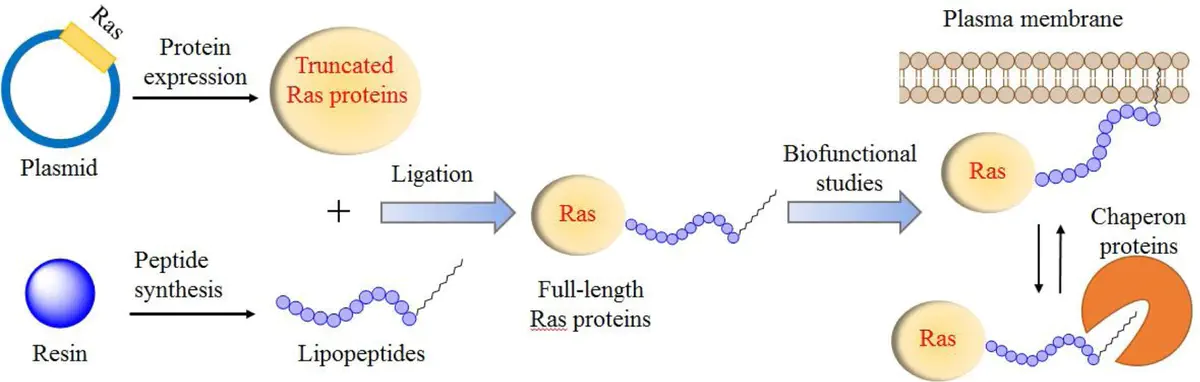 Ras
Protein
expression
Truncated
Ras proteins
Plasmid
Ligation
+
Peptide
synthesis
Resin
Lipopeptides
Ras
Full-length
Ras proteins
Biofunctional
studies
Plasma membrane
Ras
Chaperon
proteins
Ras